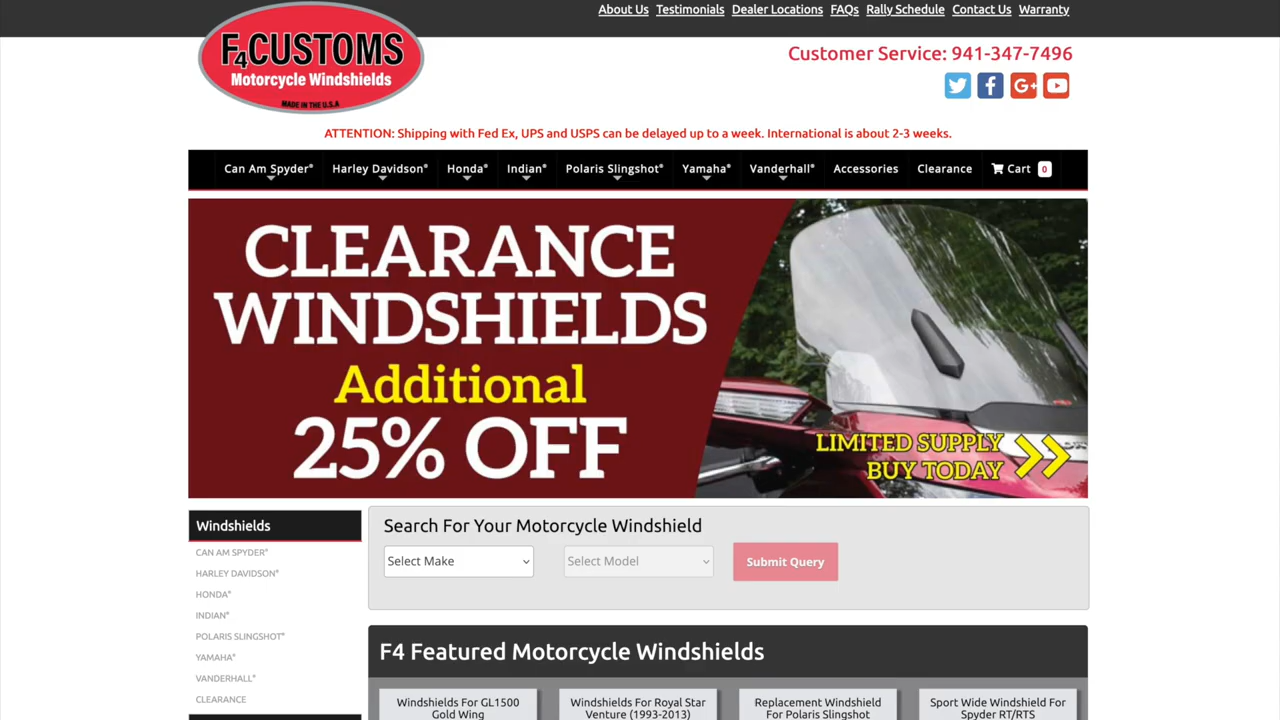 About Us Testimonials Dealer Locations FAQs Rally Schedule Contact Us Warranty
F4CUSTOMS
Motorcycle Windshields
MADE IN THE U.S.A
Customer Service: 941-347-7496
G+
ATTENTION: Shipping with Fed Ex, UPS and USPS can be delayed up to a week. International is about 2-3 weeks.
Can Am Spyder® Harley Davidson® Honda® Indian® Polaris Slingshot® Yamaha® Vanderhall® Accessories Clearance Cart 0
CLEARANCE
WINDSHIELDS
Additional
25% OFF
LIMITED SUPPLY
BUY TODAY
Windshields
CAN AM SPYDER®
HARLEY DAVIDSON®
HONDA®
INDIAN®
POLARIS SLINGSHOT®
YAMAHA®
VANDERHALL®
CLEARANCE
Search For Your Motorcycle Windshield
Select Make Select Model Submit Query
F4 Featured Motorcycle Windshields
Windshields For GL1500
Gold Wing
Windshields For Royal Star
Venture (1993-2013)
Replacement Windshield
For Polaris Slingshot
Sport Wide Windshield For
Spyder RT/RTS